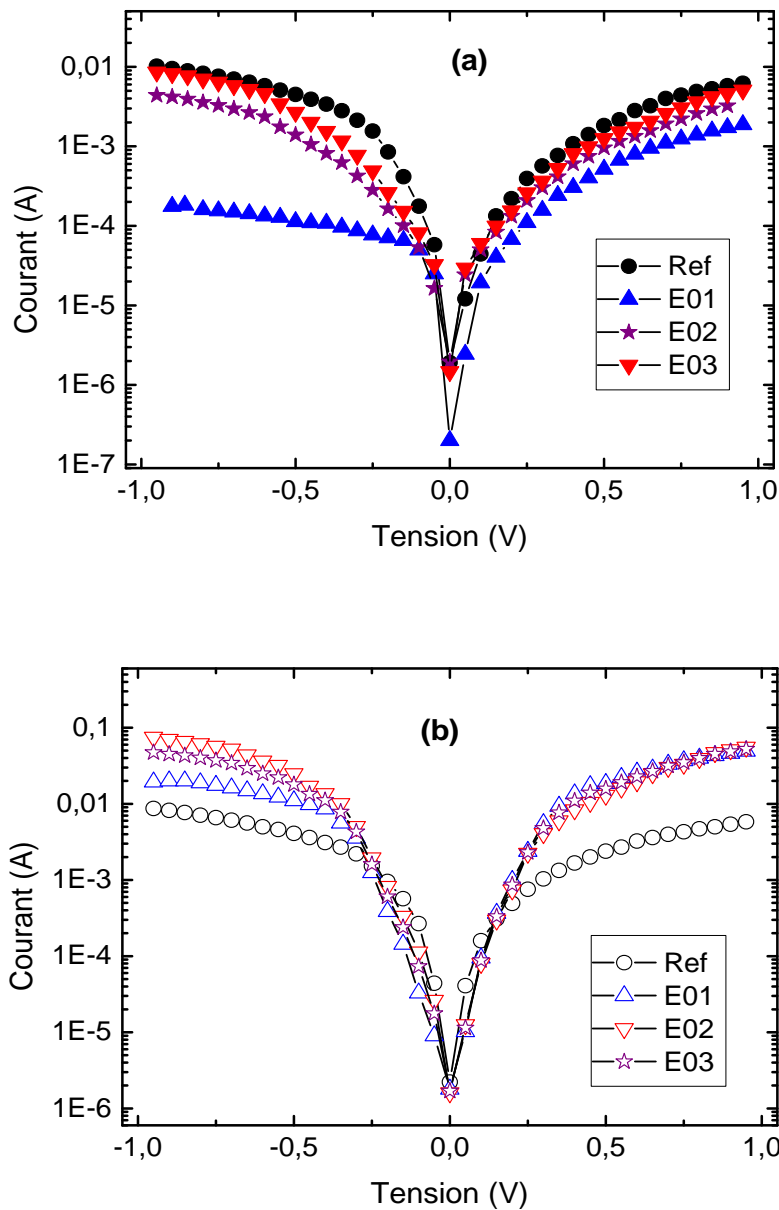 (a)
0,01
1E-3
1E-4
1E-5
1E-6
1E-7
Courant (A)
Ref
E01
E02
E03
-1,0
-0,5
0,0
0,5
1,0
Tension (V)
(b)
0,1
0,01
1E-3
1E-4
1E-5
1E-6
Courant (A)
Ref
E01
E02
E03
-1,0
-0,5
0,0
0,5
1,0
Tension (V)